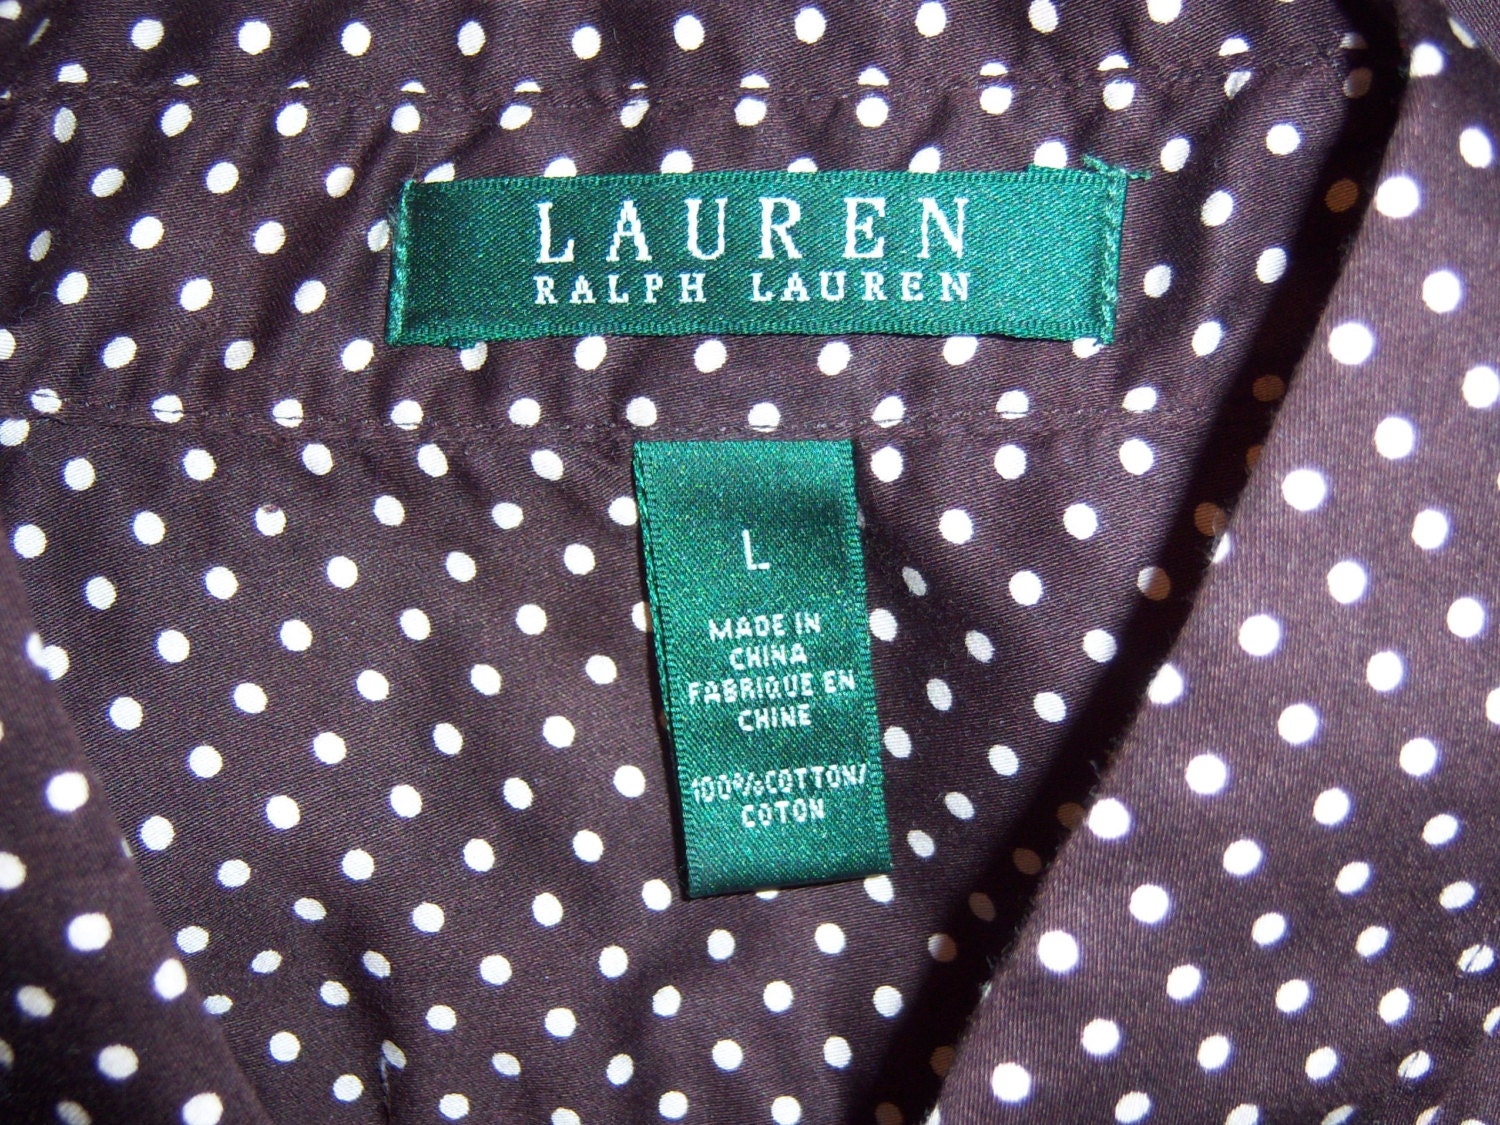 LAUREN
RALPH LAUREN
L
MADE IN
CHINA
FABRIQUE EN
CHINE
100%COTTON/
COTON